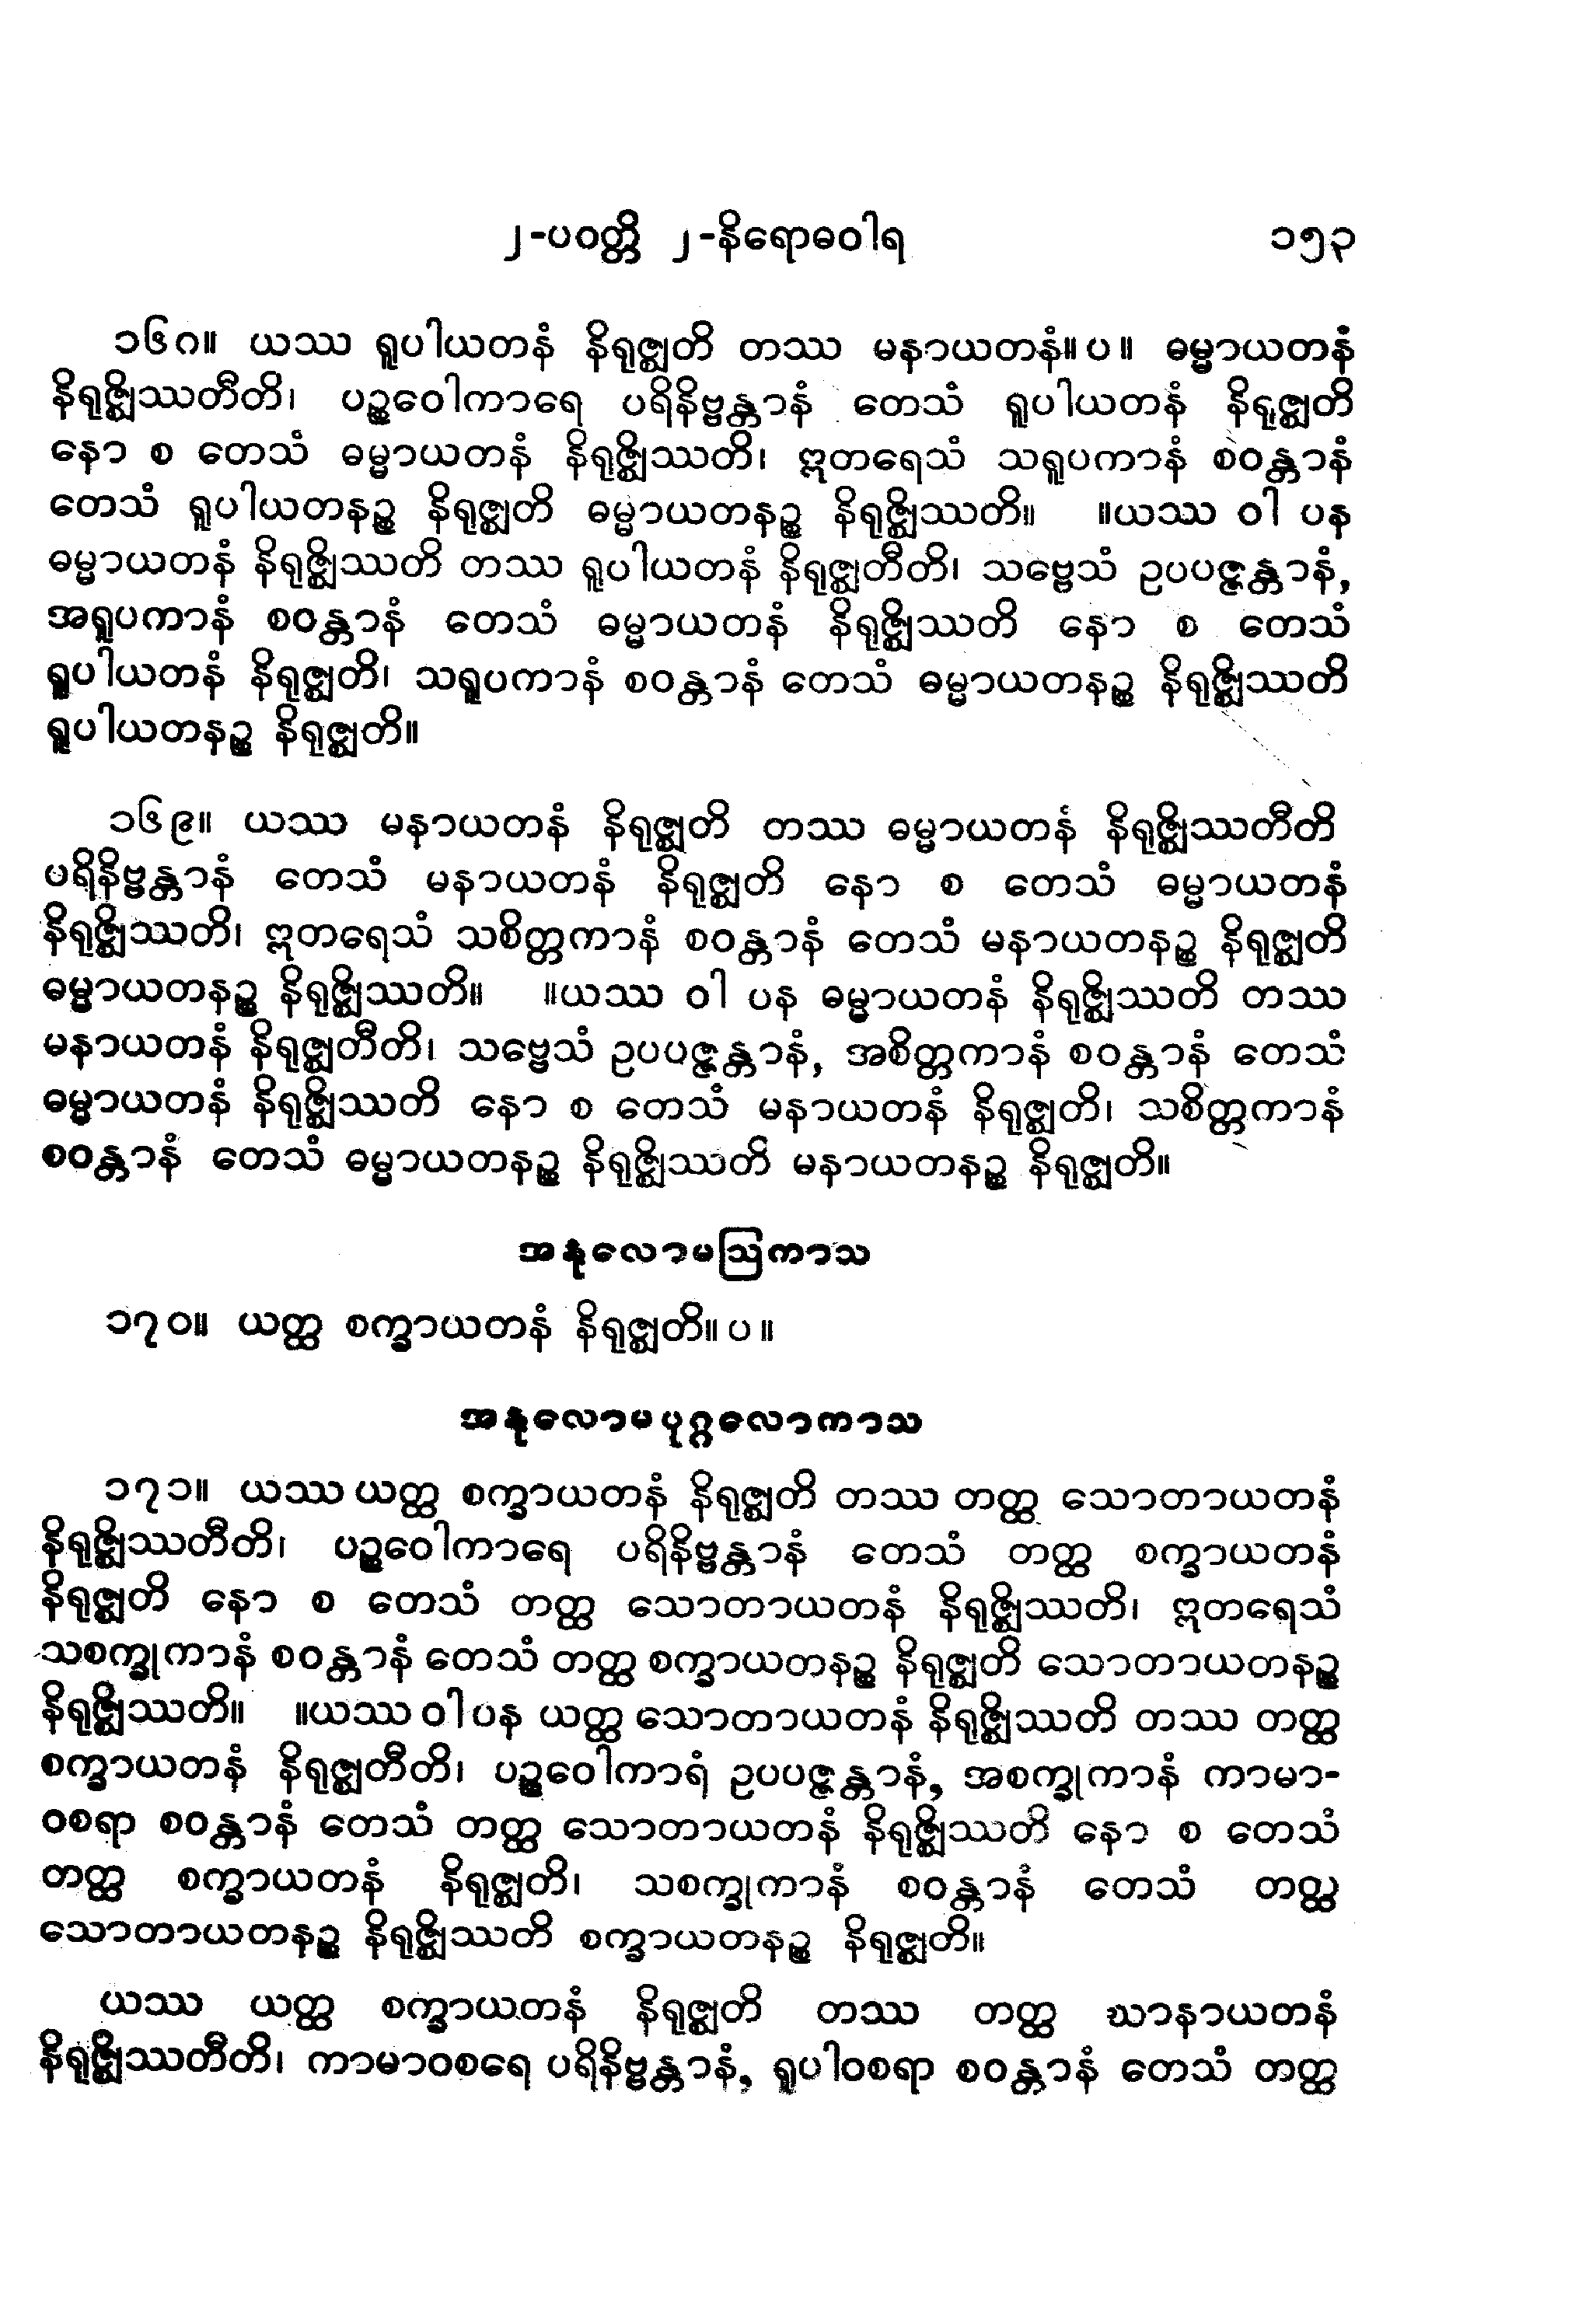 ၂-ပဝတ္တိ ၂-နိရောဓဝါရ ၁၅၃
၁၆၈။ ယဿ ရူပါယတနံ နိရုဇ္ဈတိ တဿ မနာယတနံ။ပ။ ဓမ္မာယတနံ
နိရုဇ္ဈိဿတီတိ၊ ပဉ္စဝေါကာရေ ပရိနိဗ္ဗန္တာနံ တေသံ ရူပါယတနံ နိရုဇ္ဈတိ
နော စ တေသံ ဓမ္မာယတနံ နိရုဇ္ဈိဿတိ၊ ဣတရေသံ သရူပကာနံ စဝန္တာနံ
တေသံ ရူပါယတနဉ္စ နိရုဇ္ဈတိ ဓမ္မာယတနဉ္စ နိရုဇ္ဈိဿတိ။ ။ယဿ ဝါ ပန
ဓမ္မာယတနံ နိရုဇ္ဈိဿတိ တဿ ရူပါယတနံ နိရုဇ္ဈတီတိ၊ သဗ္ဗေသံ ဥပပဇ္ဇန္တာနံ,
အရူပကာနံ စဝန္တာနံ တေသံ ဓမ္မာယတနံ နိရုဇ္ဈိဿတိ နော စ တေသံ
ရူပါယတနံ နိရုဇ္ဈတိ၊ သရူပကာနံ စဝန္တာနံ တေသံ ဓမ္မာယတနဉ္စ နိရုဇ္ဈိဿတိ
ရူပါယတနဉ္စ နိရုဇ္ဈတိ။
၁၆၉။ ယဿ မနာယတနံ နိရုဇ္ဈတိ တဿ ဓမ္မာယတနံ နိရုဇ္ဈိဿတီတိ
ပရိနိဗ္ဗန္တာနံ တေသံ မနာယတနံ နိရုဇ္ဈတိ နော စ တေသံ ဓမ္မာယတနံ
နိရုဇ္ဈိဿတိ၊ ဣတရေသံ သစိတ္တကာနံ စဝန္တာနံ တေသံ မနာယတနဉ္စ နိရုဇ္ဈတိ
ဓမ္မာယတနဉ္စ နိရုဇ္ဈိဿတိ။ ။ယဿ ဝါ ပန ဓမ္မာယတနံ နိရုဇ္ဈိဿတိ တဿ
မနာယတနံ နိရုဇ္ဈတီတိ၊ သဗ္ဗေသံ ဥပပဇ္ဇန္တာနံ, အစိတ္တကာနံ စဝန္တာနံ တေသံ
ဓမ္မာယတနံ နိရုဇ္ဈိဿတိ နော စ တေသံ မနာယတနံ နိရုဇ္ဈတိ၊ သစိတ္တကာနံ
စဝန္တာနံ တေသံ ဓမ္မာယတနဉ္စ နိရုဇ္ဈိဿတိ မနာယတနဉ္စ နိရုဇ္ဈတိ။
အနုလောမဩကာသ
၁၇၀။ ယတ္ထ စက္ခာယတနံ နိရုဇ္ဈတိ။ပ။
အနုလောမပုဂ္ဂလောကာသ
၁၇၁။ ယဿ ယတ္ထ စက္ခာယတနံ နိရုဇ္ဈတိ တဿ တတ္ထ သောတာယတနံ
နိရုဇ္ဈိဿတီတိ၊ ပဉ္စဝေါကာရေ ပရိနိဗ္ဗန္တာနံ တေသံ တတ္ထ စက္ခာယတနံ
နိရုဇ္ဈတိ နော စ တေသံ တတ္ထ သောတာယတနံ နိရုဇ္ဈိဿတိ၊ ဣတရေသံ
သစက္ခုကာနံ စဝန္တာနံ တေသံ တတ္ထ စက္ခာယတနဉ္စ နိရုဇ္ဈတိ သောတာယတနဉ္စ
နိရုဇ္ဈိဿတိ။ ။ယဿ ဝါ ပန ယတ္ထ သောတာယတနံ နိရုဇ္ဈိဿတိ တဿ တတ္ထ
စက္ခာယတနံ နိရုဇ္ဈတီတိ၊ ပဉ္စဝေါကာရံ ဥပပဇ္ဇန္တာနံ, အစက္ခုကာနံ ကာမာ-
ဝစရာ စဝန္တာနံ တေသံ တတ္ထ သောတာယတနံ နိရုဇ္ဈိဿတိ နော စ တေသံ
တတ္ထ စက္ခာယတနံ နိရုဇ္ဈတိ၊ သစက္ခုကာနံ စဝန္တာနံ တေသံ တတ္ထ
သောတာယတနဉ္စ နိရုဇ္ဈိဿတိ စက္ခာယတနဉ္စ နိရုဇ္ဈတိ။
ယဿ ယတ္ထ စက္ခာယတနံ နိရုဇ္ဈတိ တဿ တတ္ထ ဃာနာယတနံ
နိရုဇ္ဈိဿတီတိ၊ ကာမာဝစရေ ပရိနိဗ္ဗန္တာနံ, ရူပါဝစရာ စဝန္တာနံ တေသံ တတ္ထ